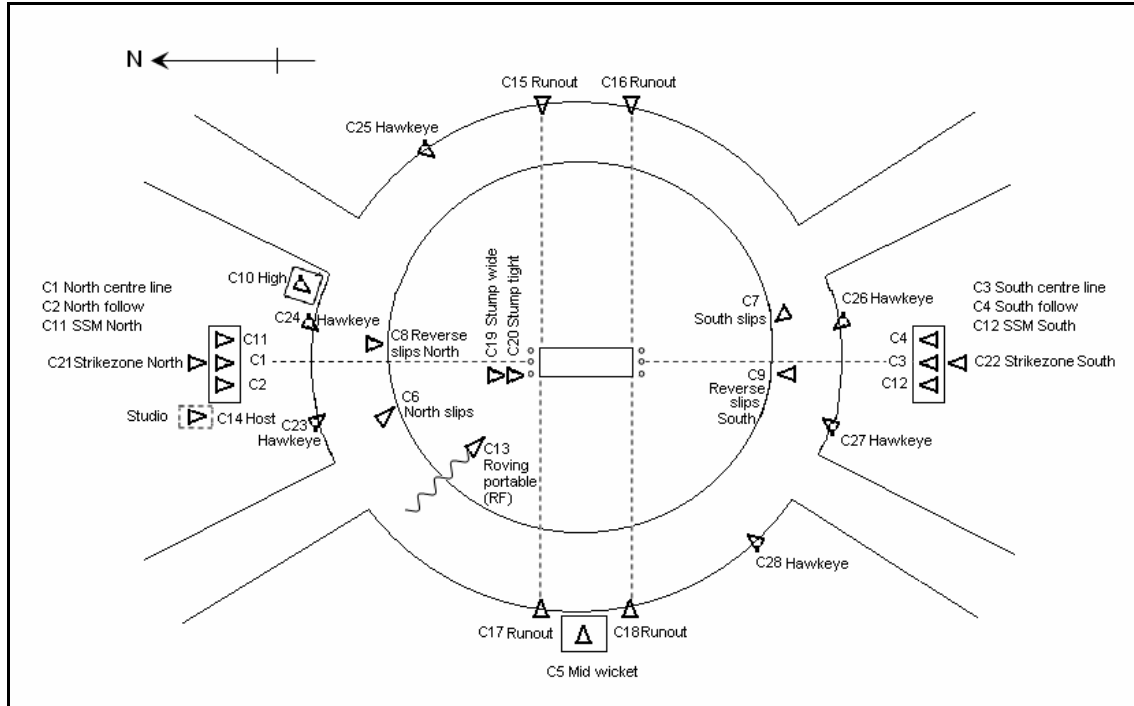 N
C15 Runout
C16 Runout
C25 Hawkeye
C10 High
C24 Hawkeye
C1 North centre line
C2 North follow
C11 SSM North
C11
C1
C2
C21 Strikezone North
Studio
C14 Host
C23
Hawkeye
C8 Reverse
slips North
C6
North slips
C13
Roving
portable
(RF)
C19 Stump wide
C20 Stump tight
C7
South slips
C9
Reverse
slips
South
C26 Hawkeye
C3 South centre line
C4 South follow
C12 SSM South
C4
C3
C12
C22 Strikezone South
C27 Hawkeye
C28 Hawkeye
C17 Runout
C18 Runout
C5 Mid wicket